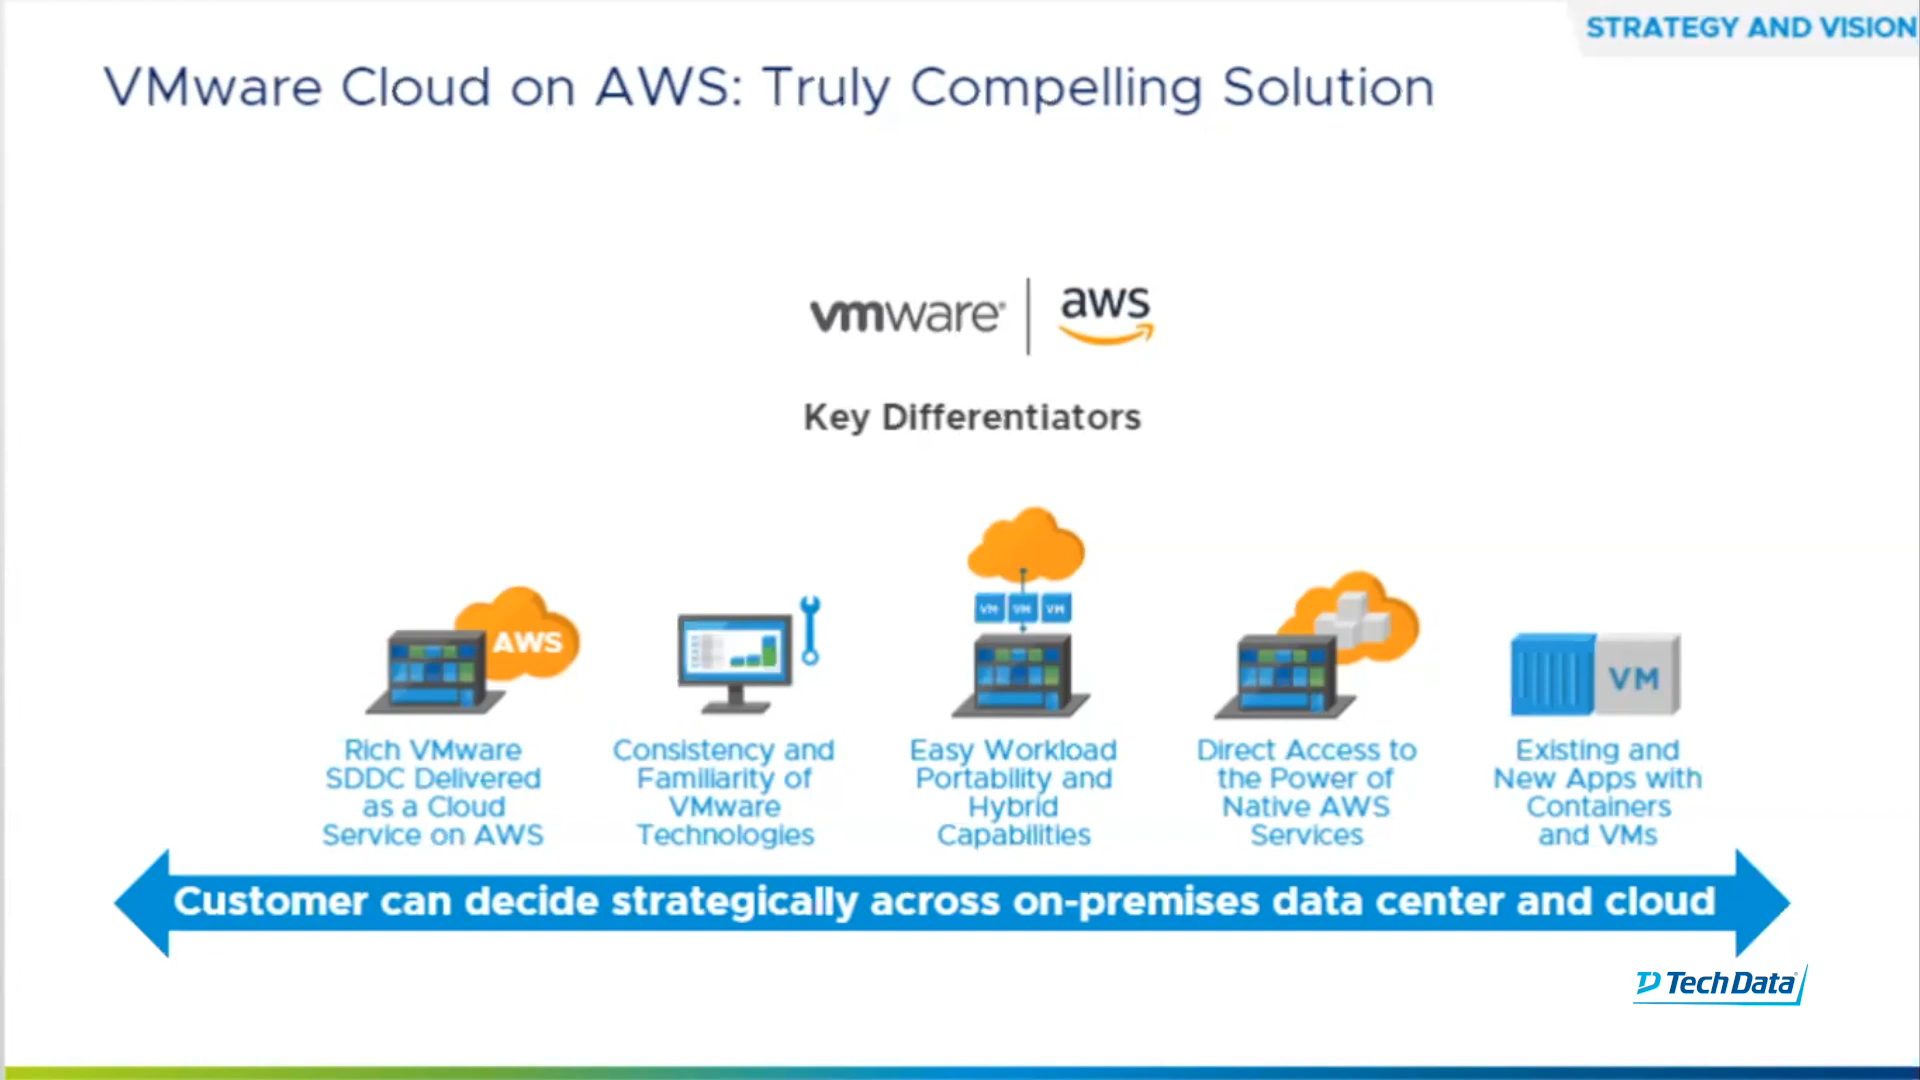 STRATEGY AND VISION
VMware Cloud on AWS: Truly Compelling Solution
vmware®
aws
Key Differentiators
AWS
VM VM VM
VM
Rich VMware
SDDC Delivered
as a Cloud
Service on AWS
Consistency and
Familiarity of
VMware
Technologies
Easy Workload
Portability and
Hybrid
Capabilities
Direct Access to
the Power of
Native AWS
Services
Existing and
New Apps with
Containers
and VMs
Customer can decide strategically across on-premises data center and cloud
TD Tech Data